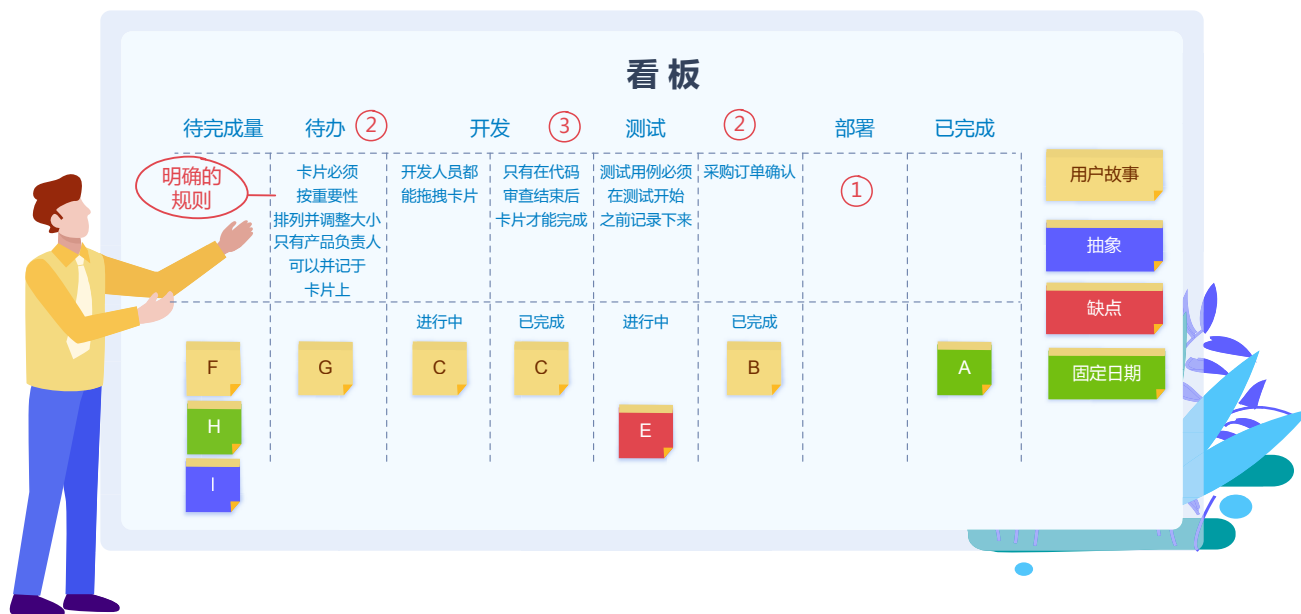 看板
待完成量 待办 ② 开发 ③ 测试 ② 部署 已完成
明确的
规则
卡片必须
按重要性
排列并调整大小
只有产品负责人
可以并记于
卡片上
开发人员都
能拖拽卡片
只有在代码
审查结束后
卡片才能完成
测试用例必须
在测试开始
之前记录下来
采购订单确认
①
进行中 已完成 进行中 已完成
F G C C B A
H E
I
用户故事
抽象
缺点
固定日期